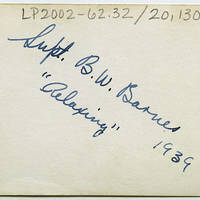 LP2002-62.32/20,130
Supt. B.W. Barnes
"Relaxing"
1939